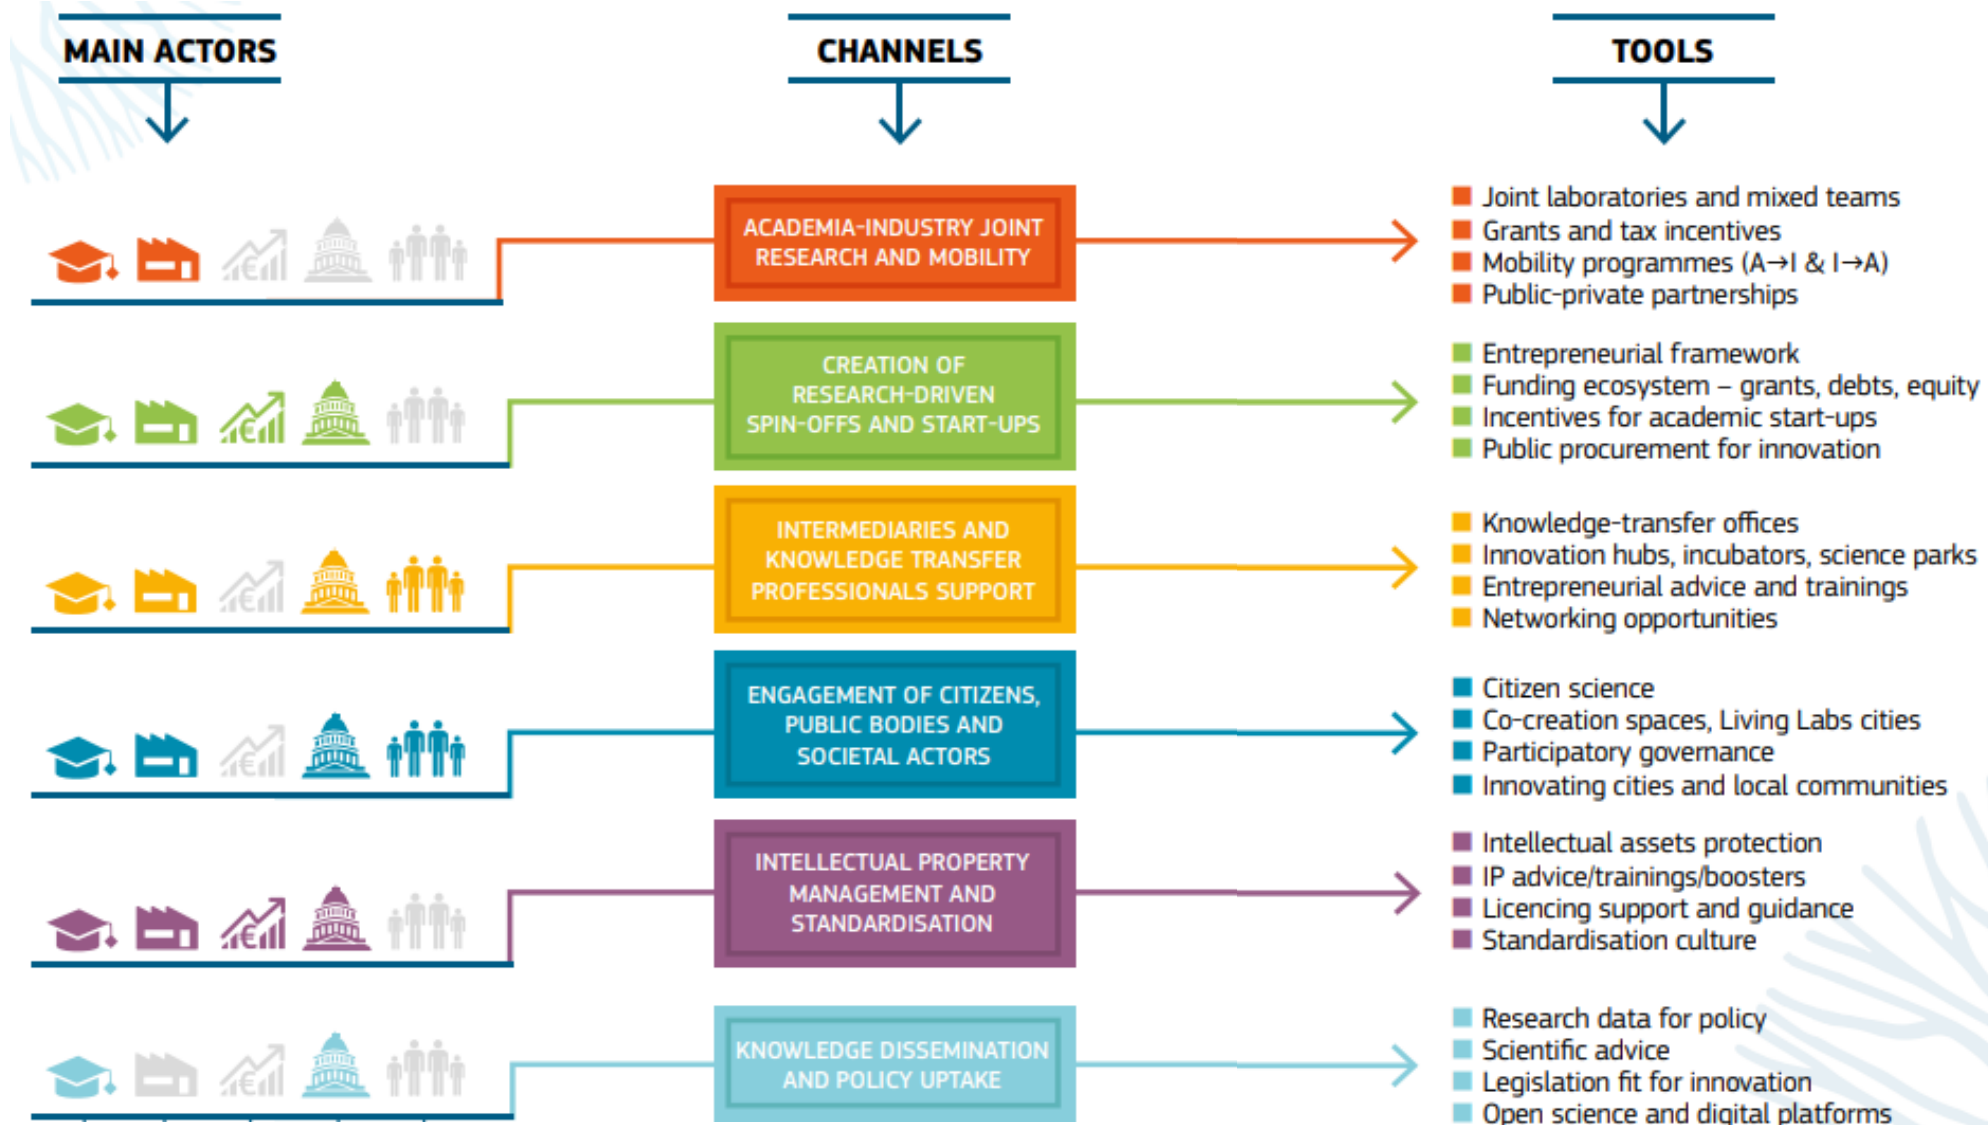 MAIN ACTORS
CHANNELS
TOOLS
ACADEMIA-INDUSTRY JOINT
RESEARCH AND MOBILITY
Joint laboratories and mixed teams
Grants and tax incentives
Mobility programmes (A→I & I→A)
Public-private partnerships
CREATION OF
RESEARCH-DRIVEN
SPIN-OFFS AND START-UPS
Entrepreneurial framework
Funding ecosystem – grants, debts, equity
Incentives for academic start-ups
Public procurement for innovation
INTERMEDIARIES AND
KNOWLEDGE TRANSFER
PROFESSIONALS SUPPORT
Knowledge-transfer offices
Innovation hubs, incubators, science parks
Entrepreneurial advice and trainings
Networking opportunities
ENGAGEMENT OF CITIZENS,
PUBLIC BODIES AND
SOCIETAL ACTORS
Citizen science
Co-creation spaces, Living Labs cities
Participatory governance
Innovating cities and local communities
INTELLECTUAL PROPERTY
MANAGEMENT AND
STANDARDISATION
Intellectual assets protection
IP advice/trainings/boosters
Licencing support and guidance
Standardisation culture
KNOWLEDGE DISSEMINATION
AND POLICY UPTAKE
Research data for policy
Scientific advice
Legislation fit for innovation
Open science and digital platforms